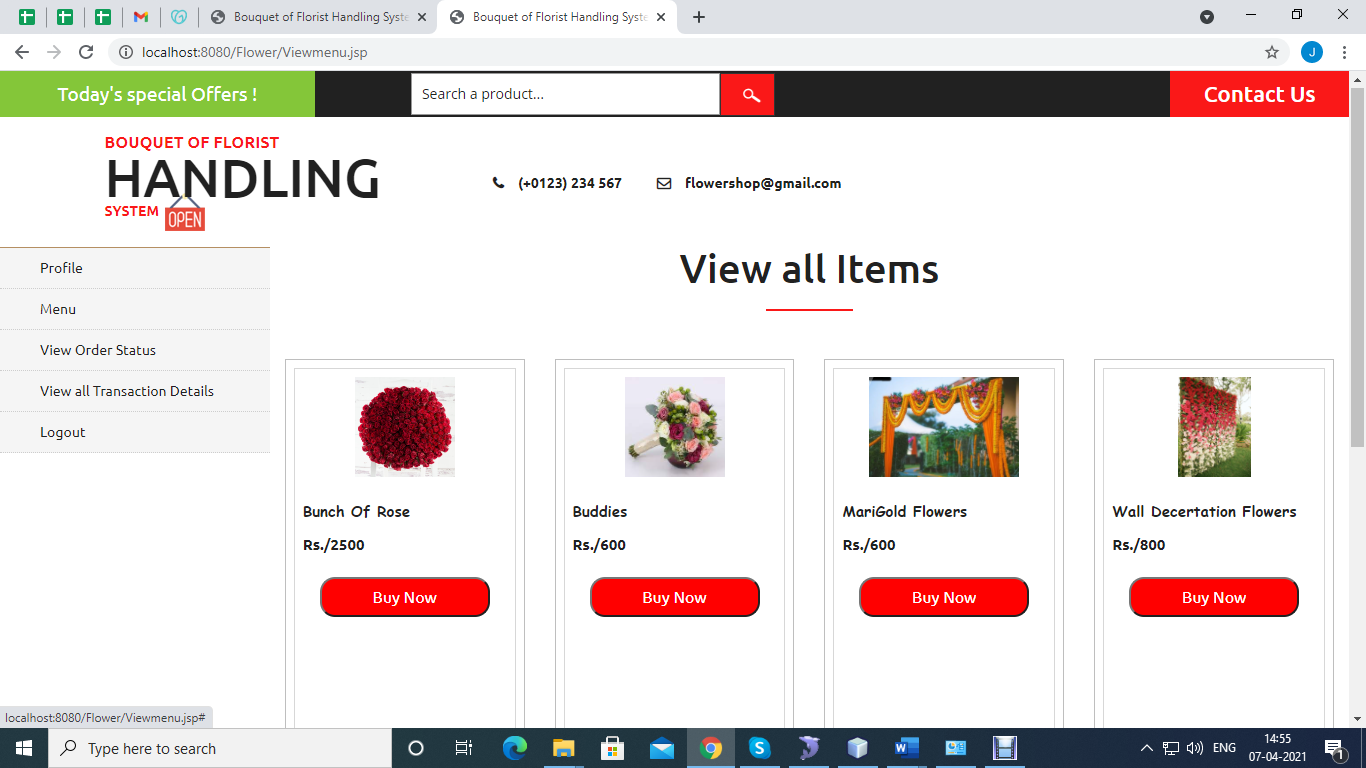 Bouquet of Florist Handling Syste
Bouquet of Florist Handling Syste
localhost:8080/Flower/Viewmenu.jsp
J
Today's special Offers !
Search a product...
Contact Us
BOUQUET OF FLORIST
HANDLING
SYSTEM
OPEN
(+0123) 234 567
flowershop@gmail.com
Profile
Menu
View Order Status
View all Transaction Details
Logout
View all Items
Bunch Of Rose
Rs./2500
Buy Now
Buddies
Rs./600
Buy Now
MariGold Flowers
Rs./600
Buy Now
Wall Decertation Flowers
Rs./800
Buy Now
localhost:8080/Flower/Viewmenu.jsp#
Type here to search
ENG
14:55
07-04-2021
1